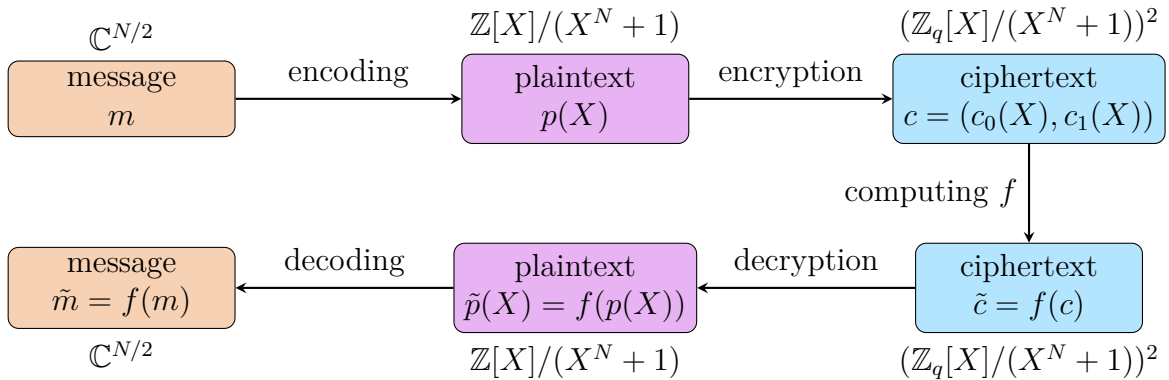 ℂ^{N/2}
ℤ[X]/(X^N + 1)
(ℤ_q[X]/(X^N + 1))^2
message
m
encoding
plaintext
p(X)
encryption
ciphertext
c = (c_0(X), c_1(X))
computing f
message
m̃ = f(m)
decoding
plaintext
p̃(X) = f(p(X))
decryption
ciphertext
c̃ = f(c)
ℂ^{N/2}
ℤ[X]/(X^N + 1)
(ℤ_q[X]/(X^N + 1))^2